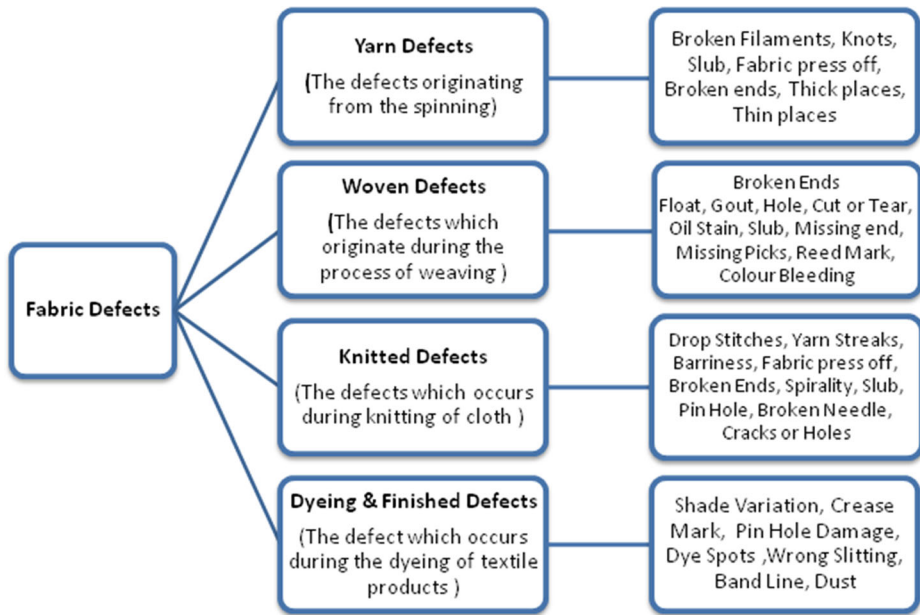 Fabric Defects
Yarn Defects
(The defects originating
from the spinning)
Broken Filaments, Knots,
Slub, Fabric press off,
Broken ends, Thick places,
Thin places
Woven Defects
(The defects which
originate during the
process of weaving )
Broken Ends
Float, Gout, Hole, Cut or Tear,
Oil Stain, Slub, Missing end,
Missing Picks, Reed Mark,
Colour Bleeding
Knitted Defects
(The defects which occurs
during knitting of cloth )
Drop Stitches, Yarn Streaks,
Barriness, Fabric press off,
Broken Ends, Spirality, Slub,
Pin Hole, Broken Needle,
Cracks or Holes
Dyeing & Finished Defects
(The defect which occurs
during the dyeing of textile
products )
Shade Variation, Crease
Mark, Pin Hole Damage,
Dye Spots ,Wrong Slitting,
Band Line, Dust